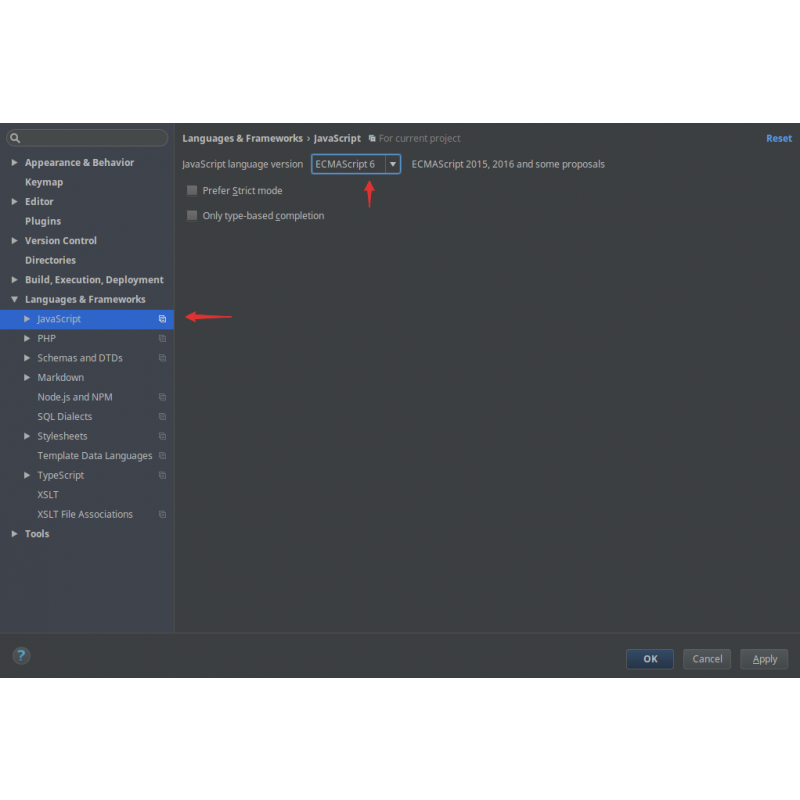 Languages & Frameworks › JavaScript For current project Reset
JavaScript language version ECMAScript 6 ECMAScript 2015, 2016 and some proposals
Prefer Strict mode
Only type-based completion
Appearance & Behavior
Keymap
Editor
Plugins
Version Control
Directories
Build, Execution, Deployment
Languages & Frameworks
JavaScript
PHP
Schemas and DTDs
Markdown
Node.js and NPM
SQL Dialects
Stylesheets
Template Data Languages
TypeScript
XSLT
XSLT File Associations
Tools
?
OK Cancel Apply